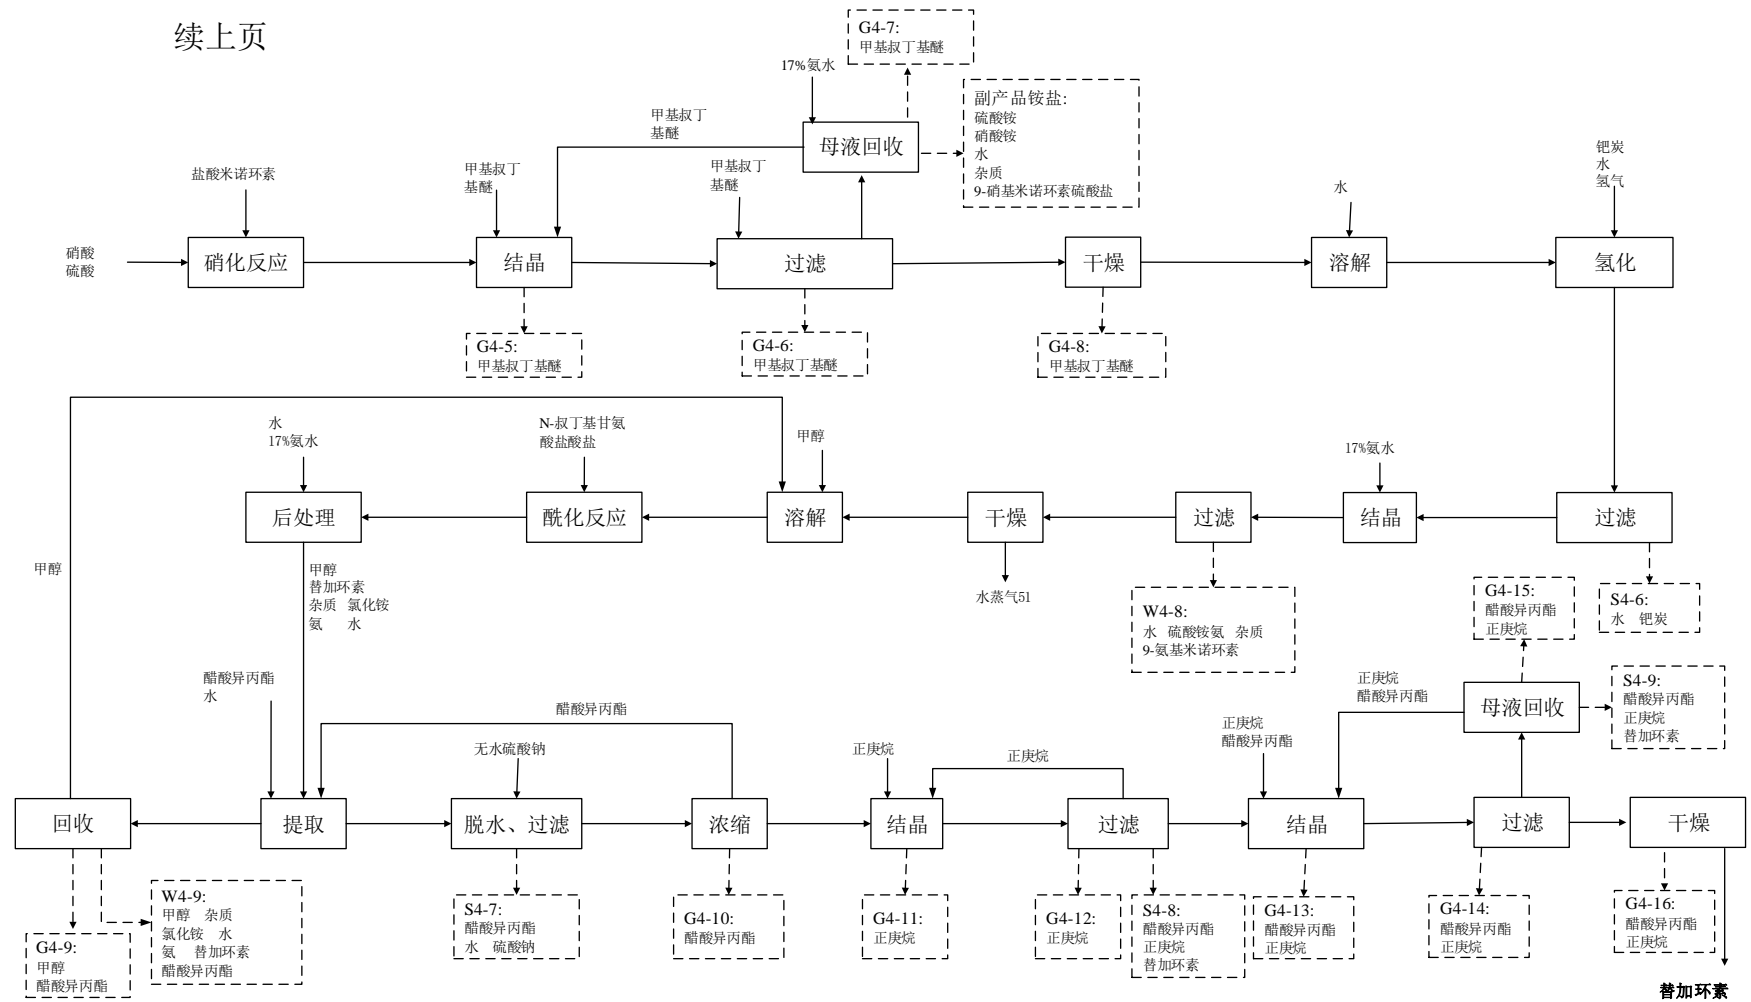 续上页
G4-7:
甲基叔丁基醚
17%氨水
副产品铵盐:
硫酸铵
硝酸铵
水
杂质
9-硝基米诺环素硫酸盐
甲基叔丁
基醚
母液回收
钯炭
水
氢气
盐酸米诺环素
甲基叔丁
基醚
甲基叔丁
基醚
水
硝酸
硫酸
硝化反应
结晶
过滤
干燥
溶解
氢化
G4-5:
甲基叔丁基醚
G4-6:
甲基叔丁基醚
G4-8:
甲基叔丁基醚
水
17%氨水
N-叔丁基甘氨
酸盐酸盐
甲醇
17%氨水
后处理
酰化反应
溶解
干燥
过滤
结晶
过滤
甲醇
甲醇
替加环素
杂质 氯化铵
氨 水
水蒸气51
W4-8:
水 硫酸铵氨 杂质
9-氨基米诺环素
G4-15:
醋酸异丙酯
正庚烷
S4-6:
水 钯炭
醋酸异丙酯
水
醋酸异丙酯
无水硫酸钠
正庚烷
正庚烷
正庚烷
醋酸异丙酯
正庚烷
醋酸异丙酯
母液回收
S4-9:
醋酸异丙酯
正庚烷
替加环素
回收
提取
脱水、过滤
浓缩
结晶
过滤
结晶
过滤
干燥
G4-9:
甲醇
醋酸异丙酯
W4-9:
甲醇 杂质
氯化铵 水
氨 替加环素
醋酸异丙酯
S4-7:
醋酸异丙酯
水 硫酸钠
G4-10:
醋酸异丙酯
G4-11:
正庚烷
G4-12:
正庚烷
S4-8:
醋酸异丙酯
正庚烷
替加环素
G4-13:
醋酸异丙酯
正庚烷
G4-14:
醋酸异丙酯
正庚烷
G4-16:
醋酸异丙酯
正庚烷
替加环素